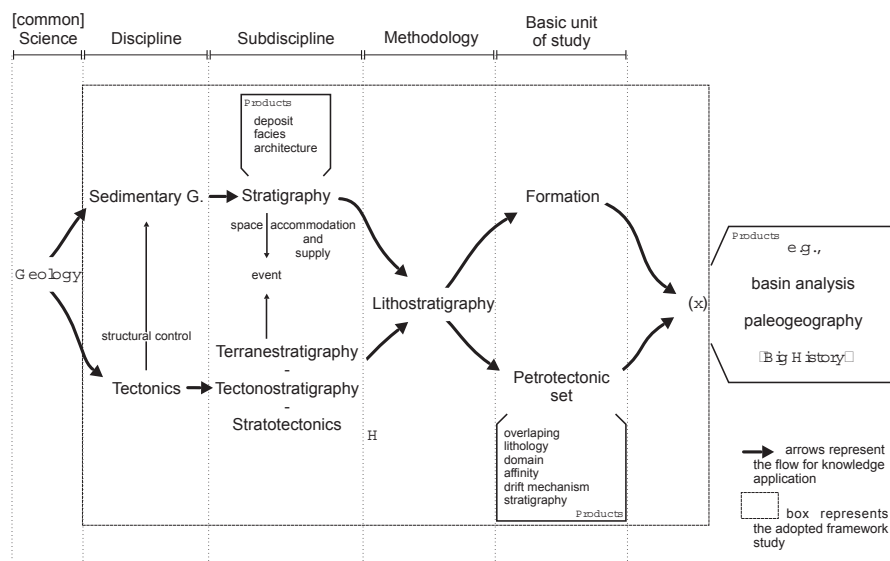 [common]
Science
Discipline
Subdiscipline
Methodology
Basic unit
of study
Products
deposit
facies
architecture
Sedimentary G.
Stratigraphy
Formation
space
accommodation
and
supply
event
Geology
Lithostratigraphy
(x)
Products
e.g.,
basin analysis
paleogeography
Big History
structural control
Terranestratigraphy
-
Tectonostratigraphy
-
Stratotectonics
Tectonics
Petrotectonic
set
H
overlaping
lithology
domain
affinity
drift mechanism
stratigraphy
Products
arrows represent
the flow for knowledge
application
box represents
the adopted framework
study